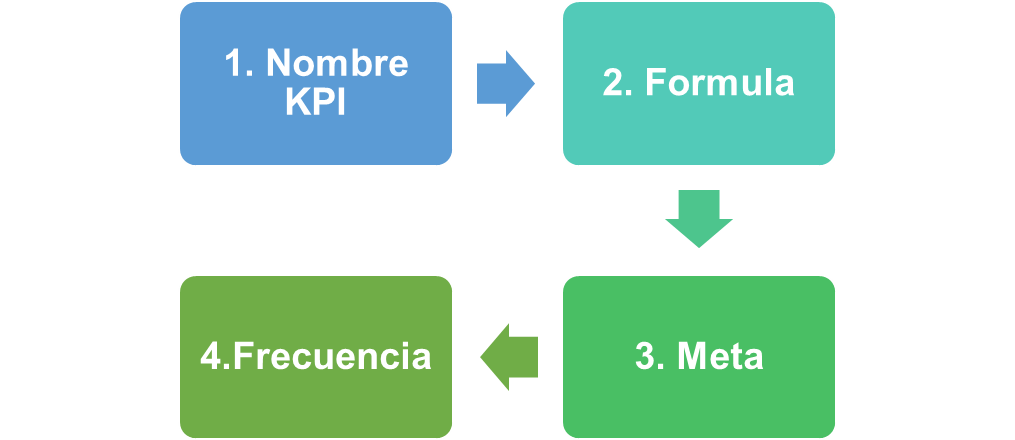 1. Nombre
KPI
2. Formula
3. Meta
4.Frecuencia